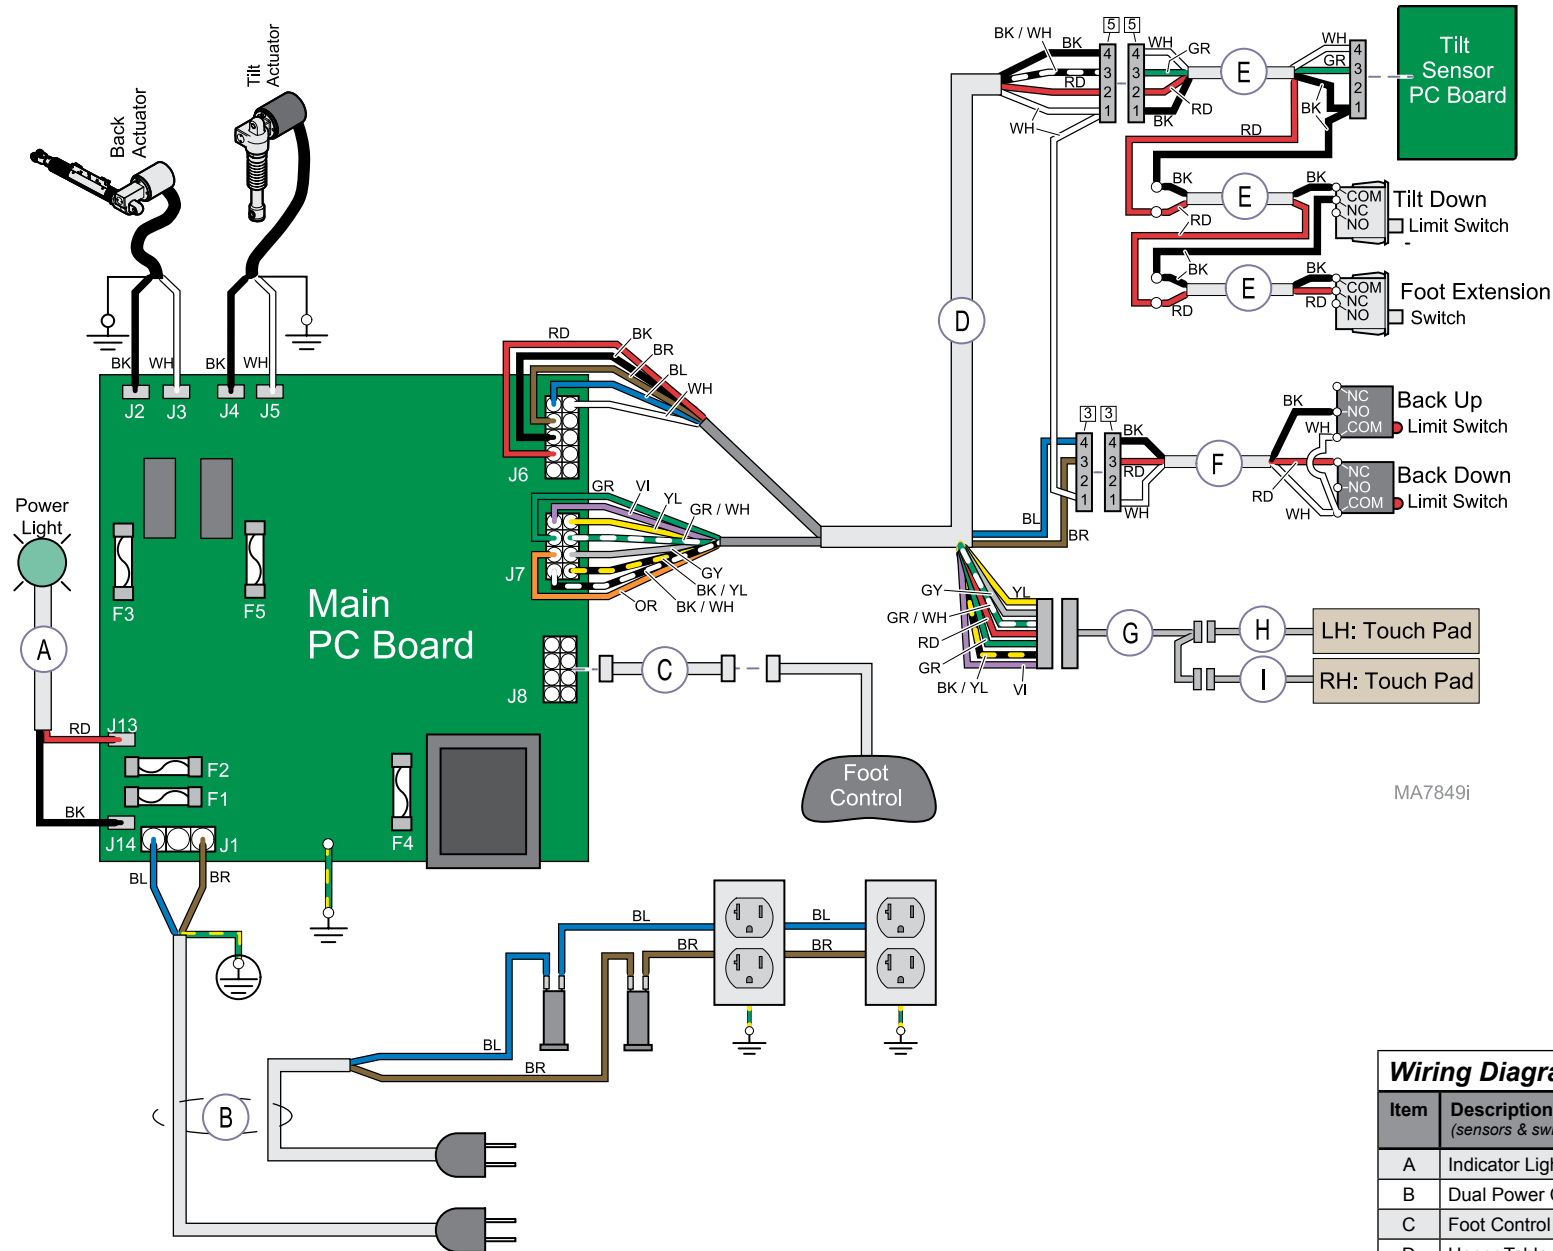 Back
Actuator
Tilt
Actuator
BK
WH
BK
WH
J2
J3
J4
J5
Power
Light
A
RD
J13
BK
J14
F3
F5
F2
F1
F4
J1
Main
PC Board
BL
BR
RD
BK
BR
BL
WH
J6
GR
VI
YL
GR / WH
J7
GY
BK / YL
BK / WH
OR
J8
C
Foot
Control
D
BK / WH
BK
RD
WH
5
5
4
3
2
1
4
3
2
1
WH
GR
RD
BK
E
WH
GR
BK
RD
4
3
2
1
Tilt
Sensor
PC Board
BK
RD
E
BK
COM
NC
NO
Tilt Down
Limit Switch
BK
RD
E
BK
RD
COM
NC
NO
Foot Extension
Switch
3
3
4
3
2
1
4
3
2
1
BL
BR
BK
RD
WH
F
BK
WH
RD
WH
NC
NO
COM
Back Up
Limit Switch
NC
NO
COM
Back Down
Limit Switch
GY
YL
GR / WH
RD
GR
BK / YL
VI
G
H
LH: Touch Pad
I
RH: Touch Pad
MA7849i
BL
BR
BL
BR
BL
BR
B
Wiring Diagra
Item
Description
(sensors & sw
A
Indicator Ligh
B
Dual Power
C
Foot Control